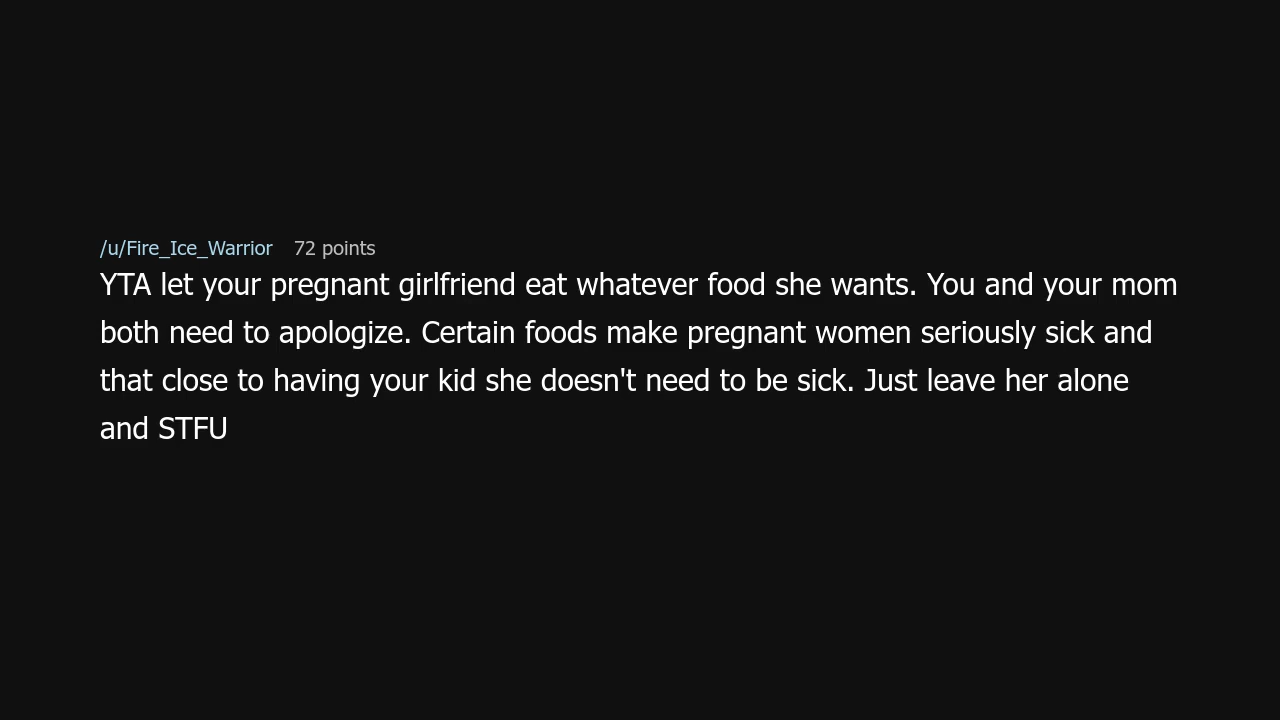 /u/Fire_Ice_Warrior 72 points
YTA let your pregnant girlfriend eat whatever food she wants. You and your mom
both need to apologize. Certain foods make pregnant women seriously sick and
that close to having your kid she doesn't need to be sick. Just leave her alone
and STFU